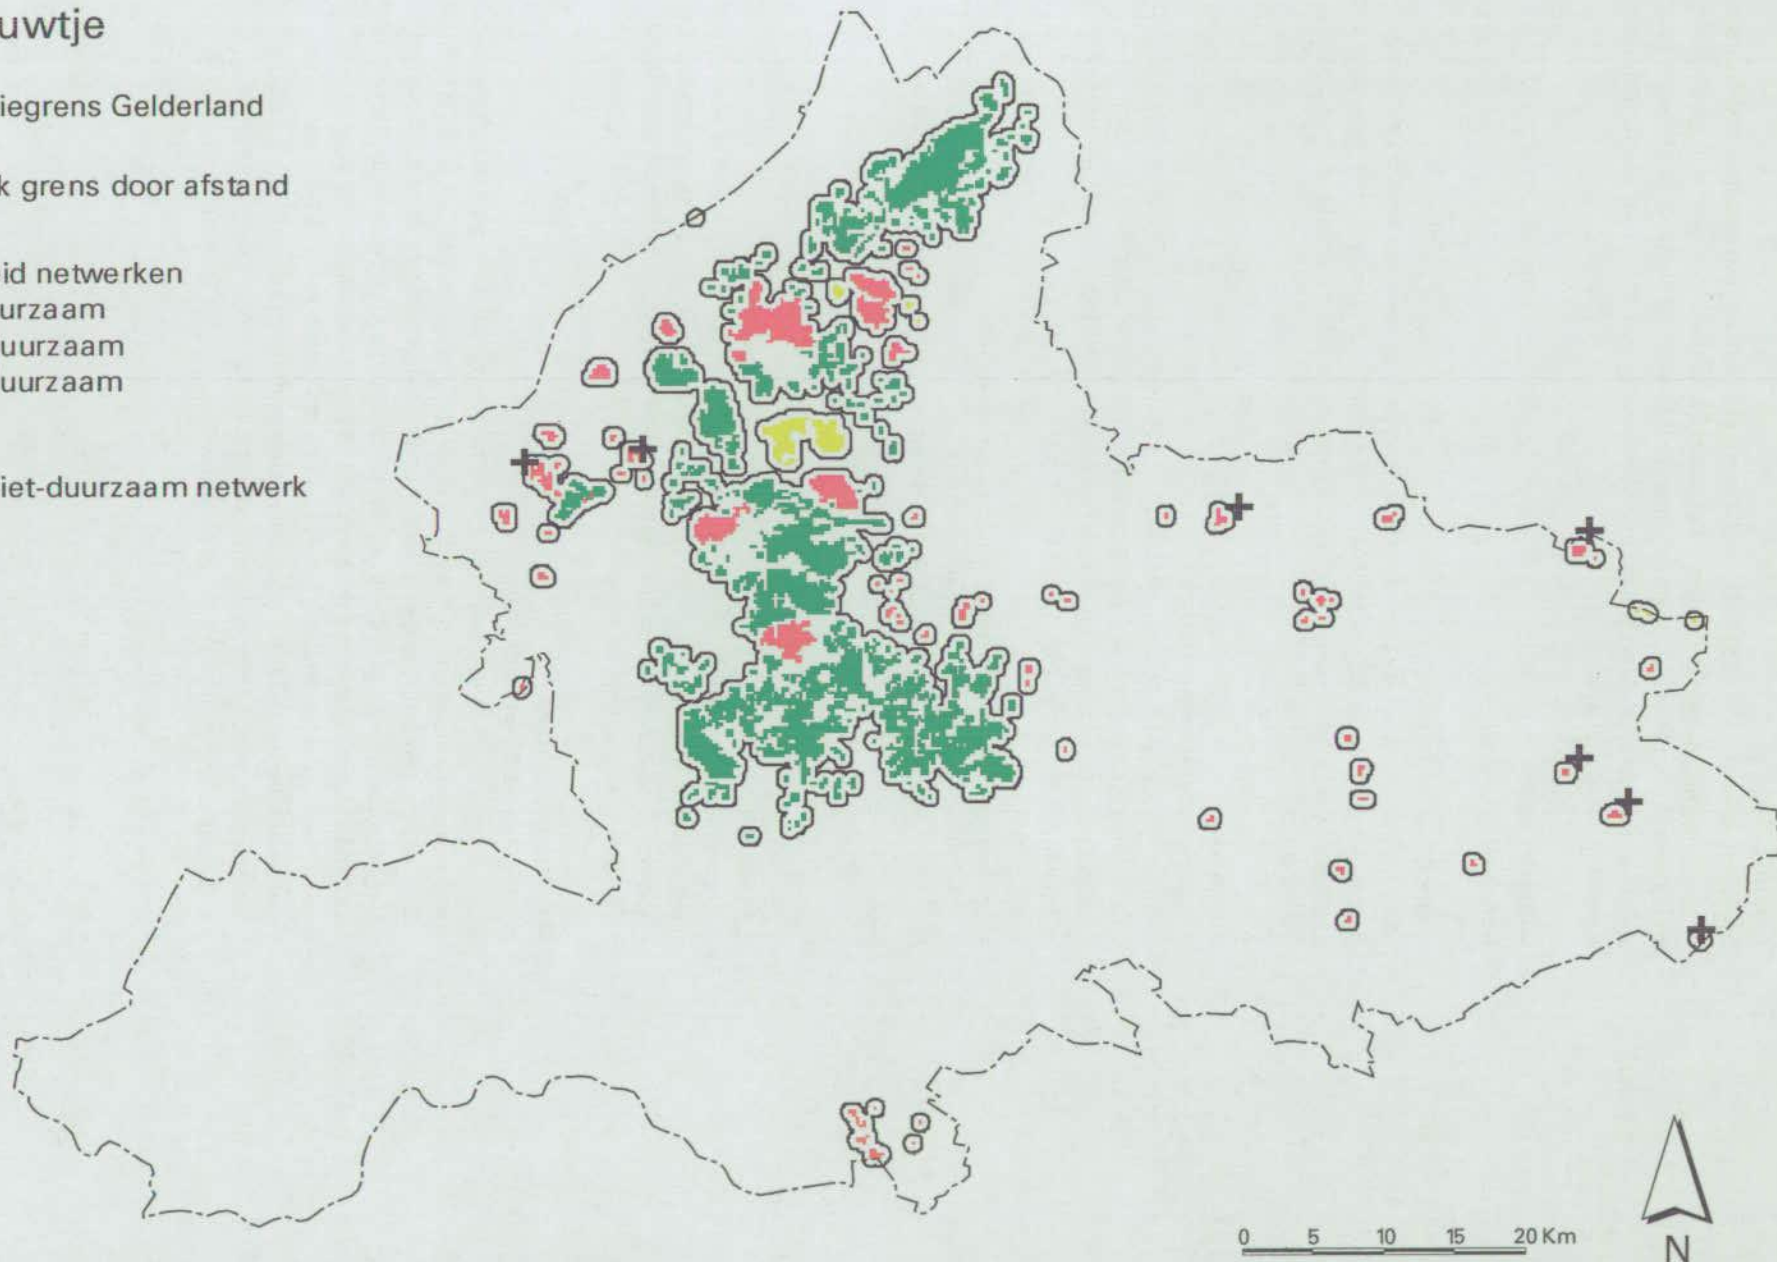 uwtje
iegrens Gelderland
k grens door afstand
id netwerken
urzaam
uurzaam
uurzaam
iet-duurzaam netwerk
0 5 10 15 20 Km
N